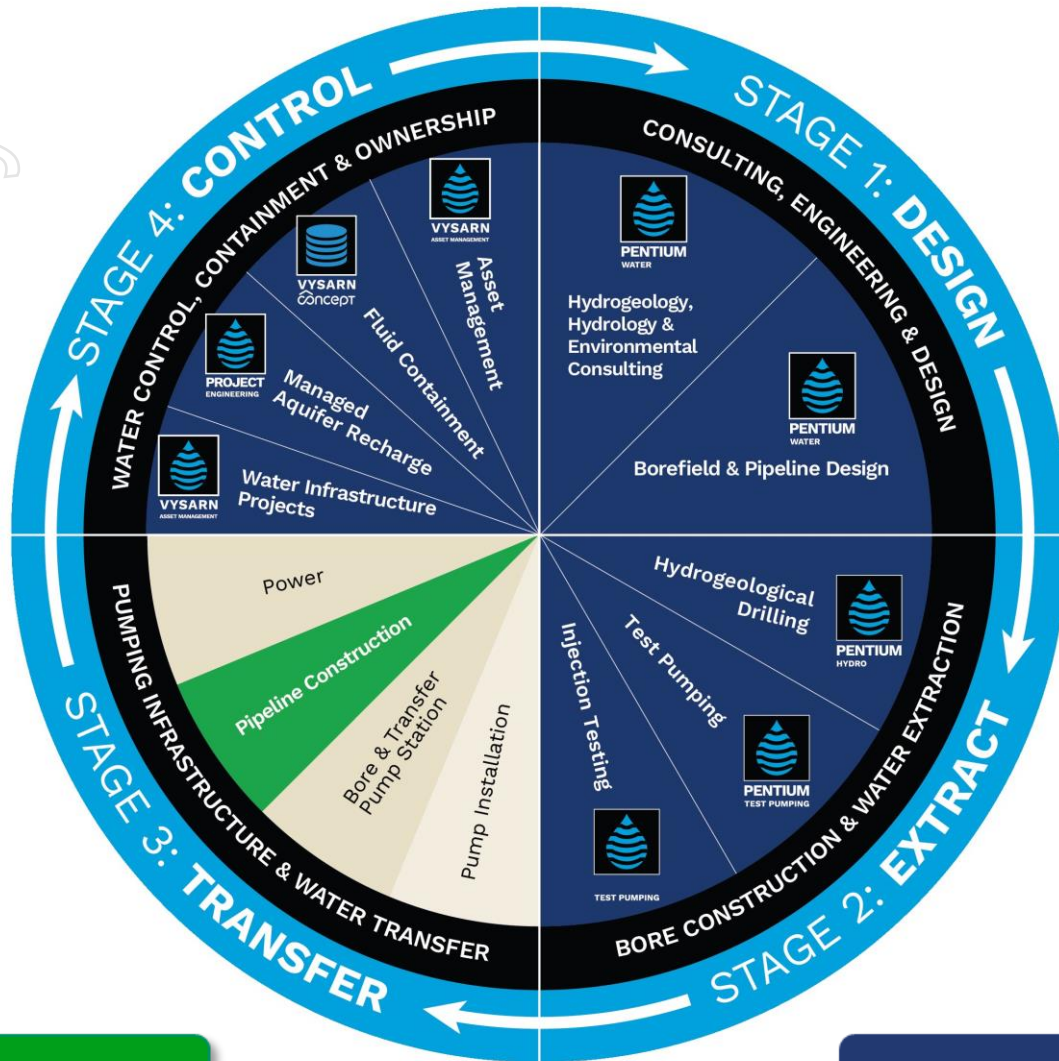 STAGE 1: DESIGN
CONSULTING, ENGINEERING & DESIGN
PENTIUM
WATER
Hydrogeology,
Hydrology &
Environmental
Consulting
PENTIUM
WATER
Borefield & Pipeline Design
STAGE 2: EXTRACT
BORE CONSTRUCTION & WATER EXTRACTION
Hydrogeological
Drilling
PENTIUM
HYDRO
Test Pumping
PENTIUM
TEST PUMPING
Injection Testing
TEST PUMPING
STAGE 3: TRANSFER
PUMPING INFRASTRUCTURE & WATER TRANSFER
Pump Installation
Bore & Transfer
Pump Station
Pipeline Construction
Power
STAGE 4: CONTROL
WATER CONTROL, CONTAINMENT & OWNERSHIP
VYSARN
ASSET MANAGEMENT
Water Infrastructure
Projects
PROJECT
ENGINEERING
Managed
Aquifer Recharge
VYSARN
CONCEPT
Fluid Containment
VYSARN
ASSET MANAGEMENT
Asset
Management